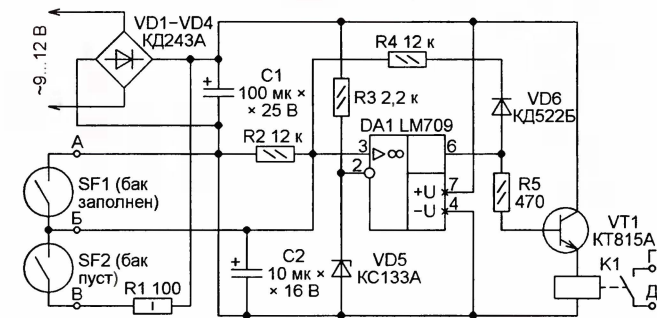 ~9...12 В
VD1–VD4
КД243А
C1
100 мк ×
× 25 В
R4 12 к
R3 2,2 к
VD6
КД522Б
DA1 LM709
R2 12 к
А
3
▷∞
6
2
+U
7
–U
4
SF1 (бак
заполнен)
Б
SF2 (бак
пуст)
В
R1 100
C2
10 мк ×
× 16 В
VD5
КС133А
R5
470
VT1
КТ815А
K1
Г
Д
+
+